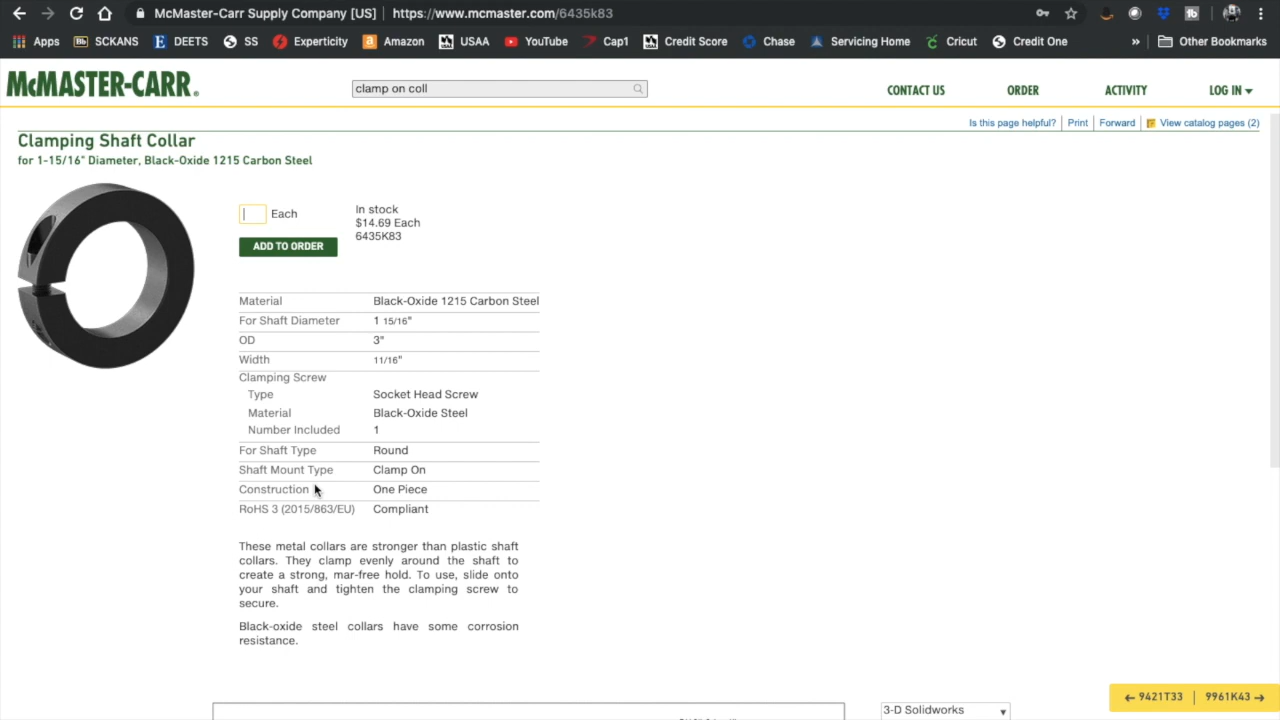 McMaster-Carr Supply Company [US] | https://www.mcmaster.com/6435k83
Apps Bb SCKANS E DEETS SS Experticity a Amazon USAA YouTube Cap1 Credit Score Chase Servicing Home Cricut Credit One » Other Bookmarks
McMASTER-CARR®
clamp on coll
CONTACT US ORDER ACTIVITY LOG IN
Is this page helpful? Print Forward View catalog pages (2)
Clamping Shaft Collar
for 1-15/16" Diameter, Black-Oxide 1215 Carbon Steel
Each
ADD TO ORDER
In stock
$14.69 Each
6435K83
Material Black-Oxide 1215 Carbon Steel
For Shaft Diameter 1 15/16"
OD 3"
Width 11/16"
Clamping Screw
Type Socket Head Screw
Material Black-Oxide Steel
Number Included 1
For Shaft Type Round
Shaft Mount Type Clamp On
Construction One Piece
RoHS 3 (2015/863/EU) Compliant
These metal collars are stronger than plastic shaft
collars. They clamp evenly around the shaft to
create a strong, mar-free hold. To use, slide onto
your shaft and tighten the clamping screw to
secure.
Black-oxide steel collars have some corrosion
resistance.
← 9421T33 | 9961K43 →
3-D Solidworks